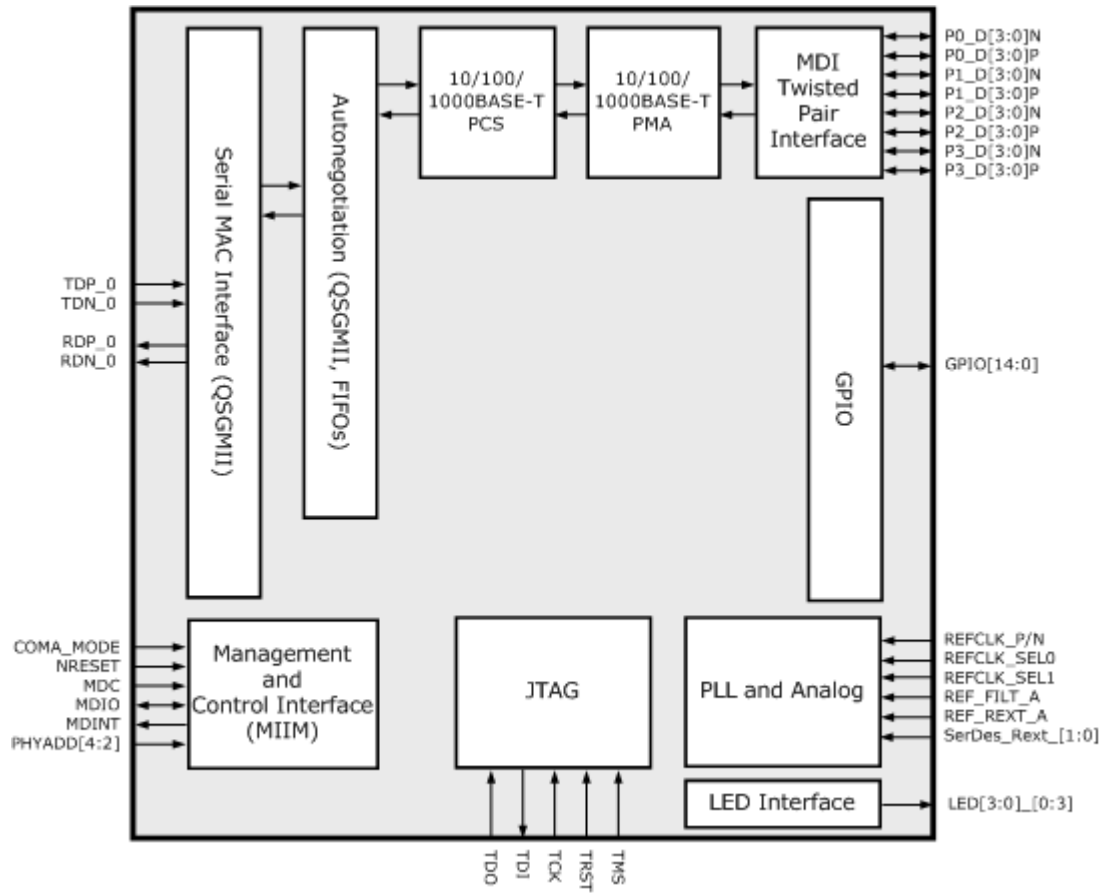 Serial MAC Interface (QSGMII)
Autonegotiation (QSGMII, FIFOs)
10/100/
1000BASE-T
PCS
10/100/
1000BASE-T
PMA
MDI
Twisted
Pair
Interface
P0_D[3:0]N
P0_D[3:0]P
P1_D[3:0]N
P1_D[3:0]P
P2_D[3:0]N
P2_D[3:0]P
P3_D[3:0]N
P3_D[3:0]P
TDP_0
TDN_0
RDP_0
RDN_0
GPIO
GPIO[14:0]
COMA_MODE
NRESET
MDC
MDIO
MDINT
PHYADD[4:2]
Management
and
Control Interface
(MIIM)
JTAG
PLL and Analog
REFCLK_P/N
REFCLK_SEL0
REFCLK_SEL1
REF_FILT_A
REF_REXT_A
SerDes_Rext_[1:0]
LED Interface
LED[3:0]_[0:3]
TDO
TDI
TCK
TRST
TMS